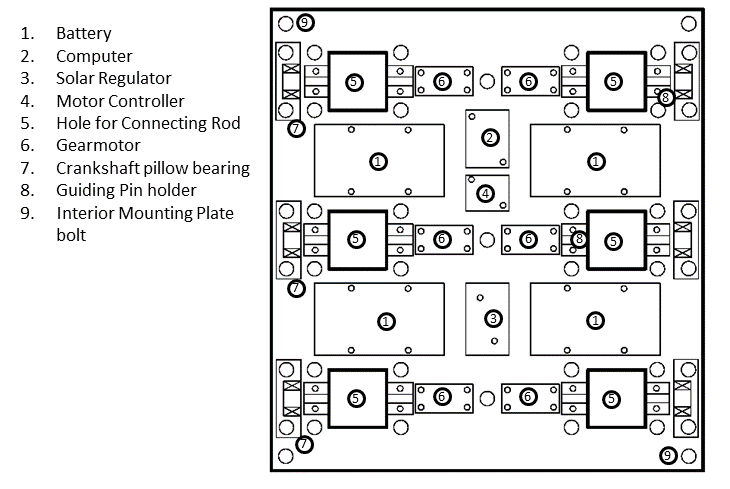 1. Battery
2. Computer
3. Solar Regulator
4. Motor Controller
5. Hole for Connecting Rod
6. Gearmotor
7. Crankshaft pillow bearing
8. Guiding Pin holder
9. Interior Mounting Plate
bolt
9
5 6 6 5
8
7
2
1 1
4
5 6 6 8 5
7
1 3 1
5 6 6 5
7
9